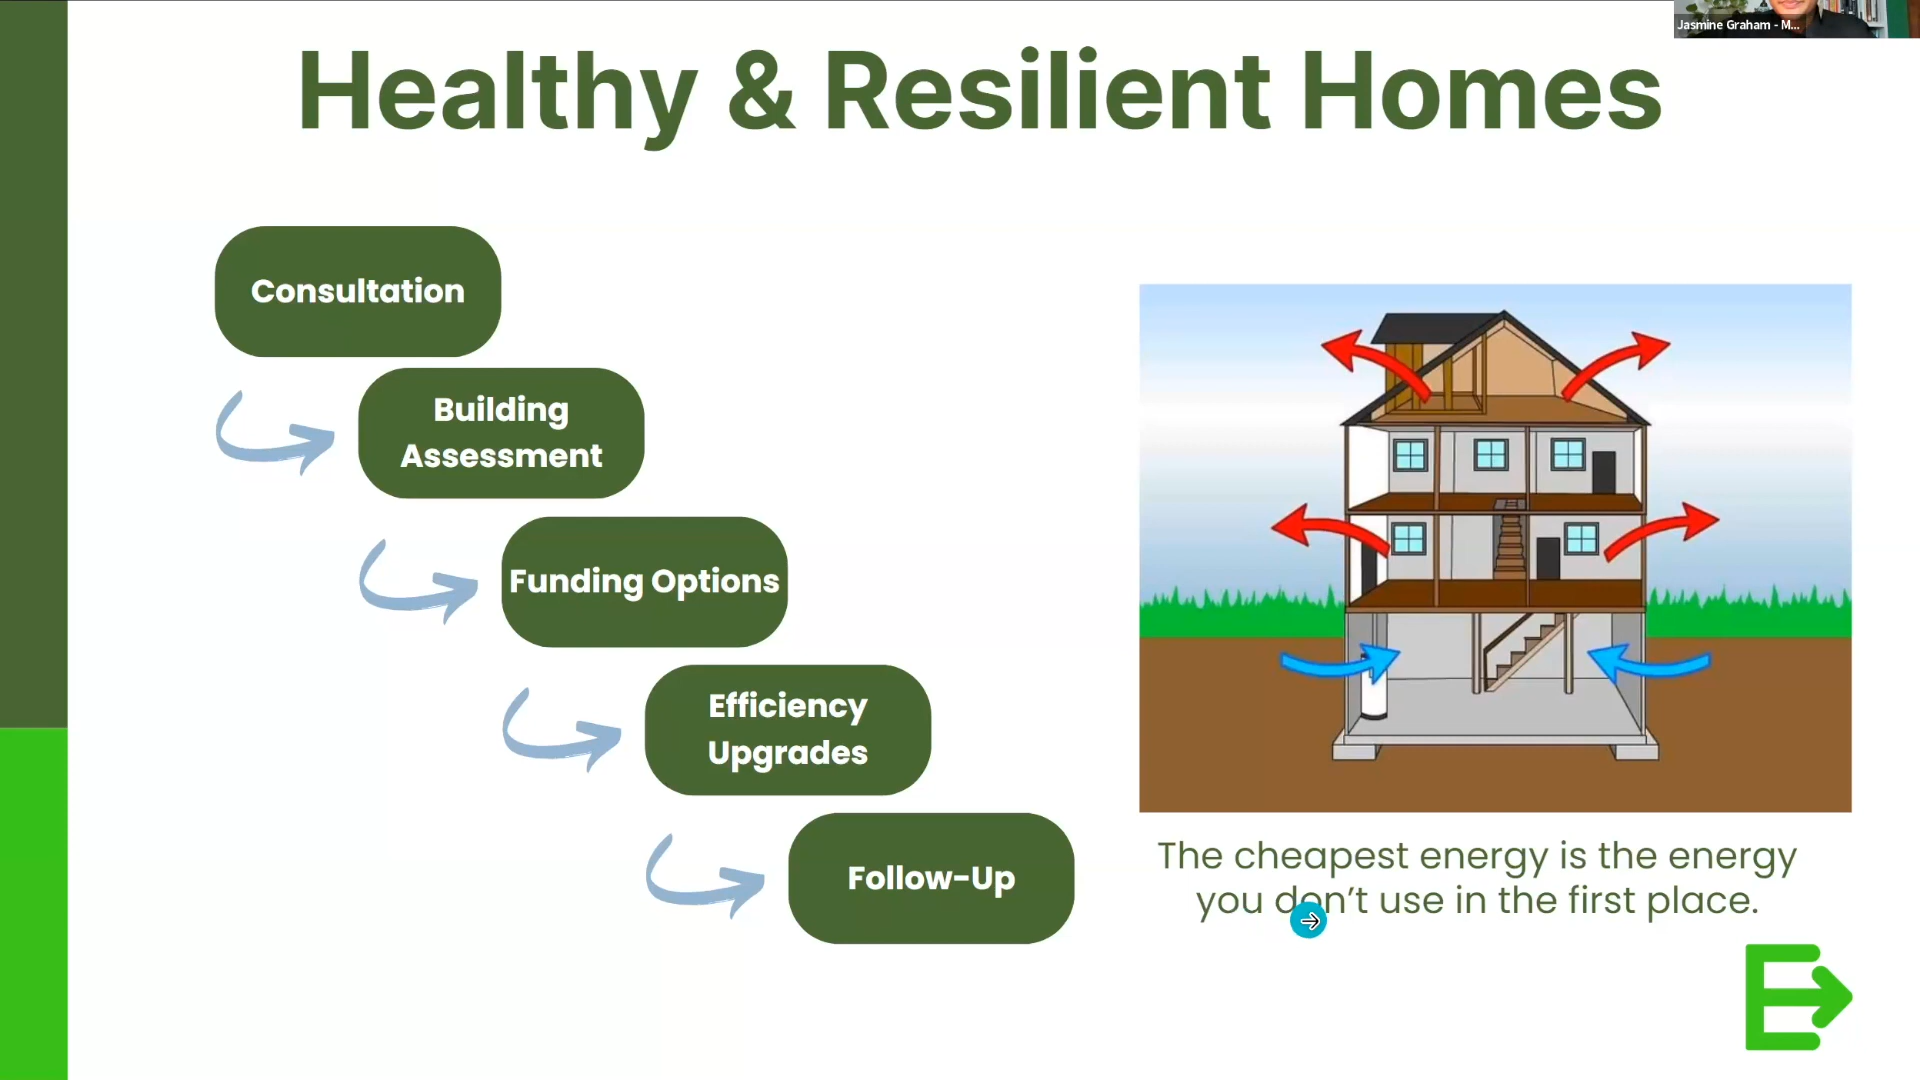 Jasmine Graham - M...
Healthy & Resilient Homes
Consultation
Building
Assessment
Funding Options
Efficiency
Upgrades
Follow-Up
The cheapest energy is the energy
you don't use in the first place.